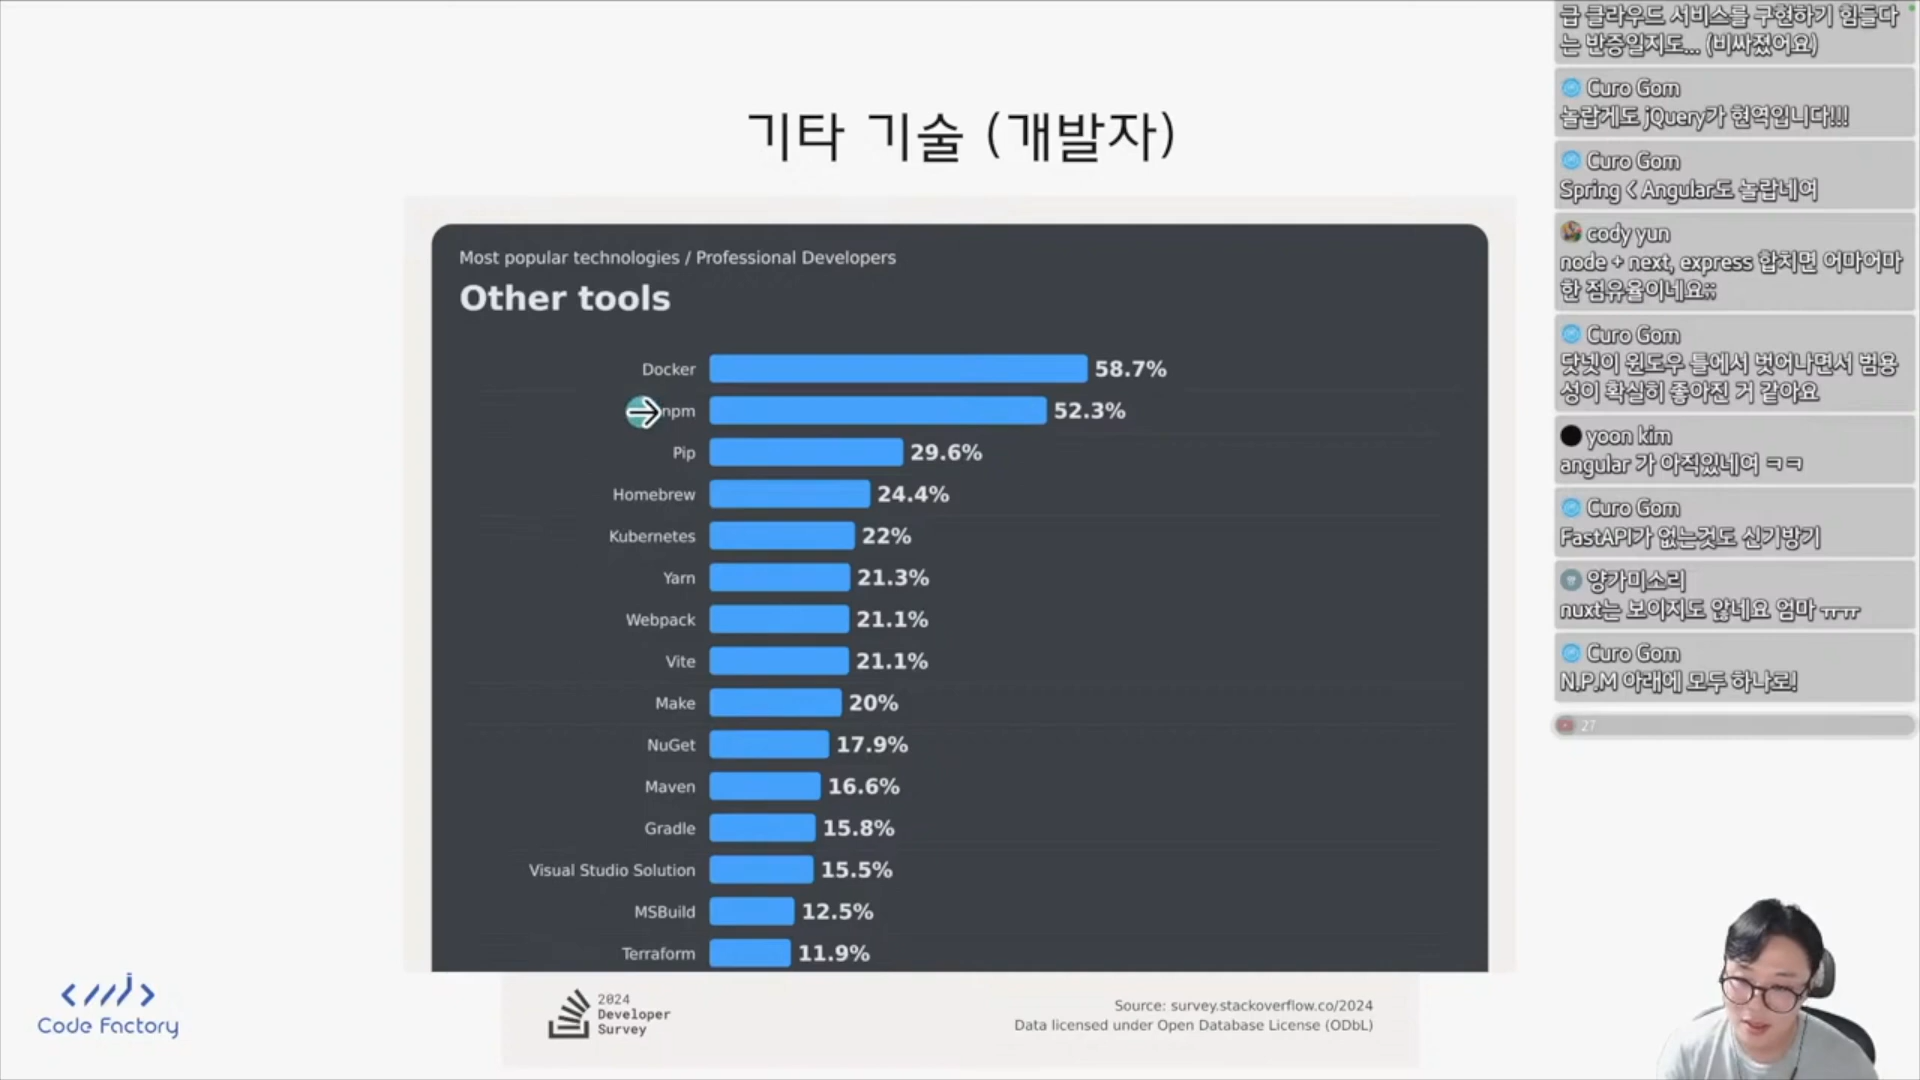 기타 기술 (개발자)
Most popular technologies / Professional Developers
Other tools
Docker 58.7%
npm 52.3%
Pip 29.6%
Homebrew 24.4%
Kubernetes 22%
Yarn 21.3%
Webpack 21.1%
Vite 21.1%
Make 20%
NuGet 17.9%
Maven 16.6%
Gradle 15.8%
Visual Studio Solution 15.5%
MSBuild 12.5%
Terraform 11.9%
2024
Developer
Survey
Source: survey.stackoverflow.co/2024
Data licensed under Open Database License (ODbL)
Code Factory
급 클라우드 서비스를 구현하기 힘들다
는 반증일지도... (비싸졌어요)
Curo Gom
놀랍게도 jQuery가 현역입니다!!!
Curo Gom
Spring < Angular도 놀랍네여
cody yun
node + next, express 합치면 어마어마
한 점유율이네요;;
Curo Gom
닷넷이 윈도우 틀에서 벗어나면서 범용
성이 확실히 좋아진 거 같아요
yoon kim
angular 가 아직있네여 ㅋㅋ
Curo Gom
FastAPI가 없는것도 신기방기
양가미소리
nuxt는 보이지도 않네요 엄마 ㅠㅠ
Curo Gom
N.P.M 아래에 모두 하나로!
27